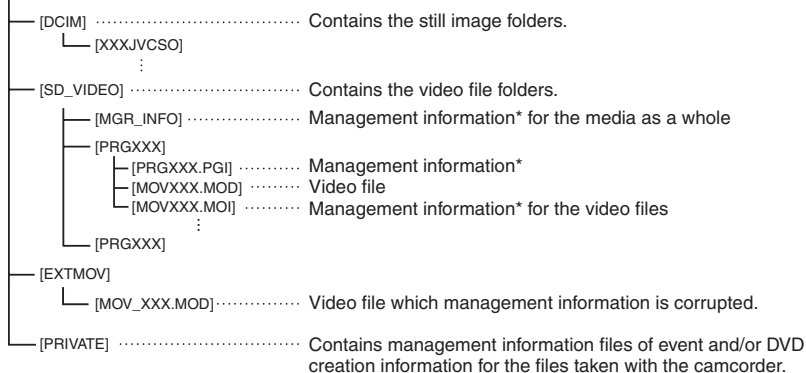 [DCIM] Contains the still image folders.
[XXXJVCSO]
[SD_VIDEO] Contains the video file folders.
[MGR_INFO] Management information* for the media as a whole
[PRGXXX]
[PRGXXX.PGI] Management information*
[MOVXXX.MOD] Video file
[MOVXXX.MOI] Management information* for the video files
[PRGXXX]
[EXTMOV]
[MOV_XXX.MOD] Video file which management information is corrupted.
[PRIVATE] Contains management information files of event and/or DVD
creation information for the files taken with the camcorder.